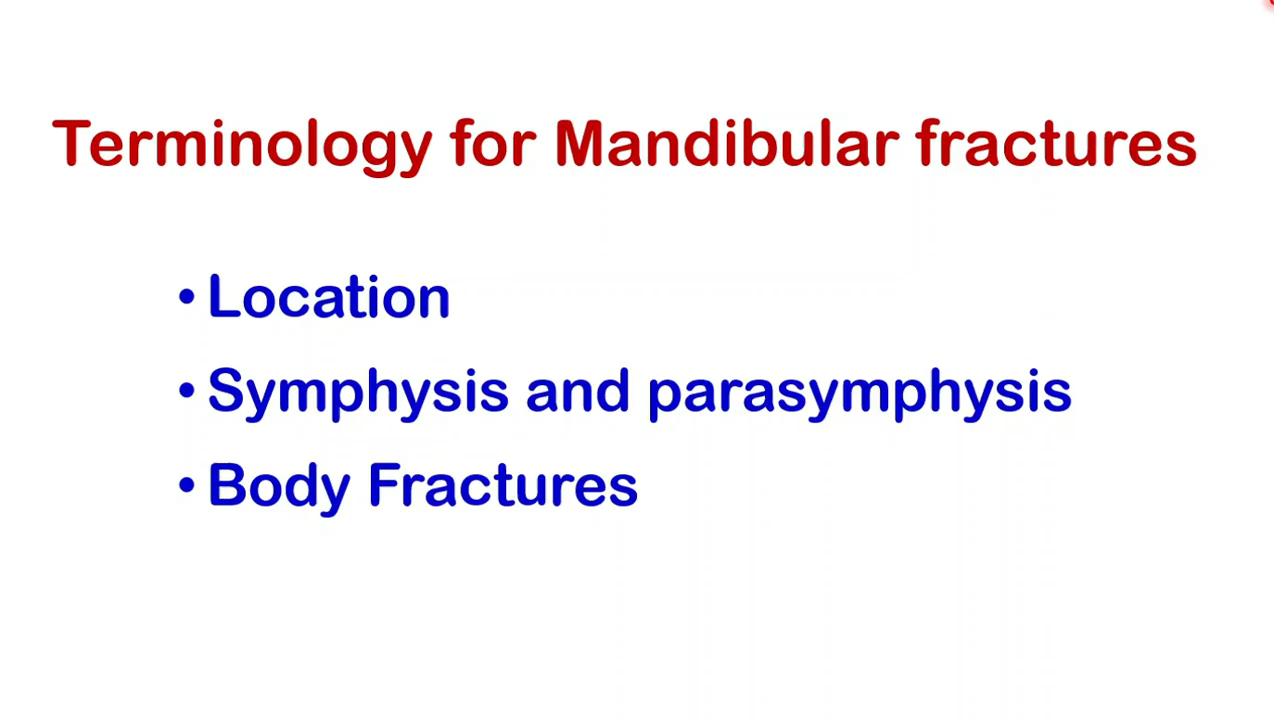 Terminology for Mandibular fractures
• Location
• Symphysis and parasymphysis
• Body Fractures